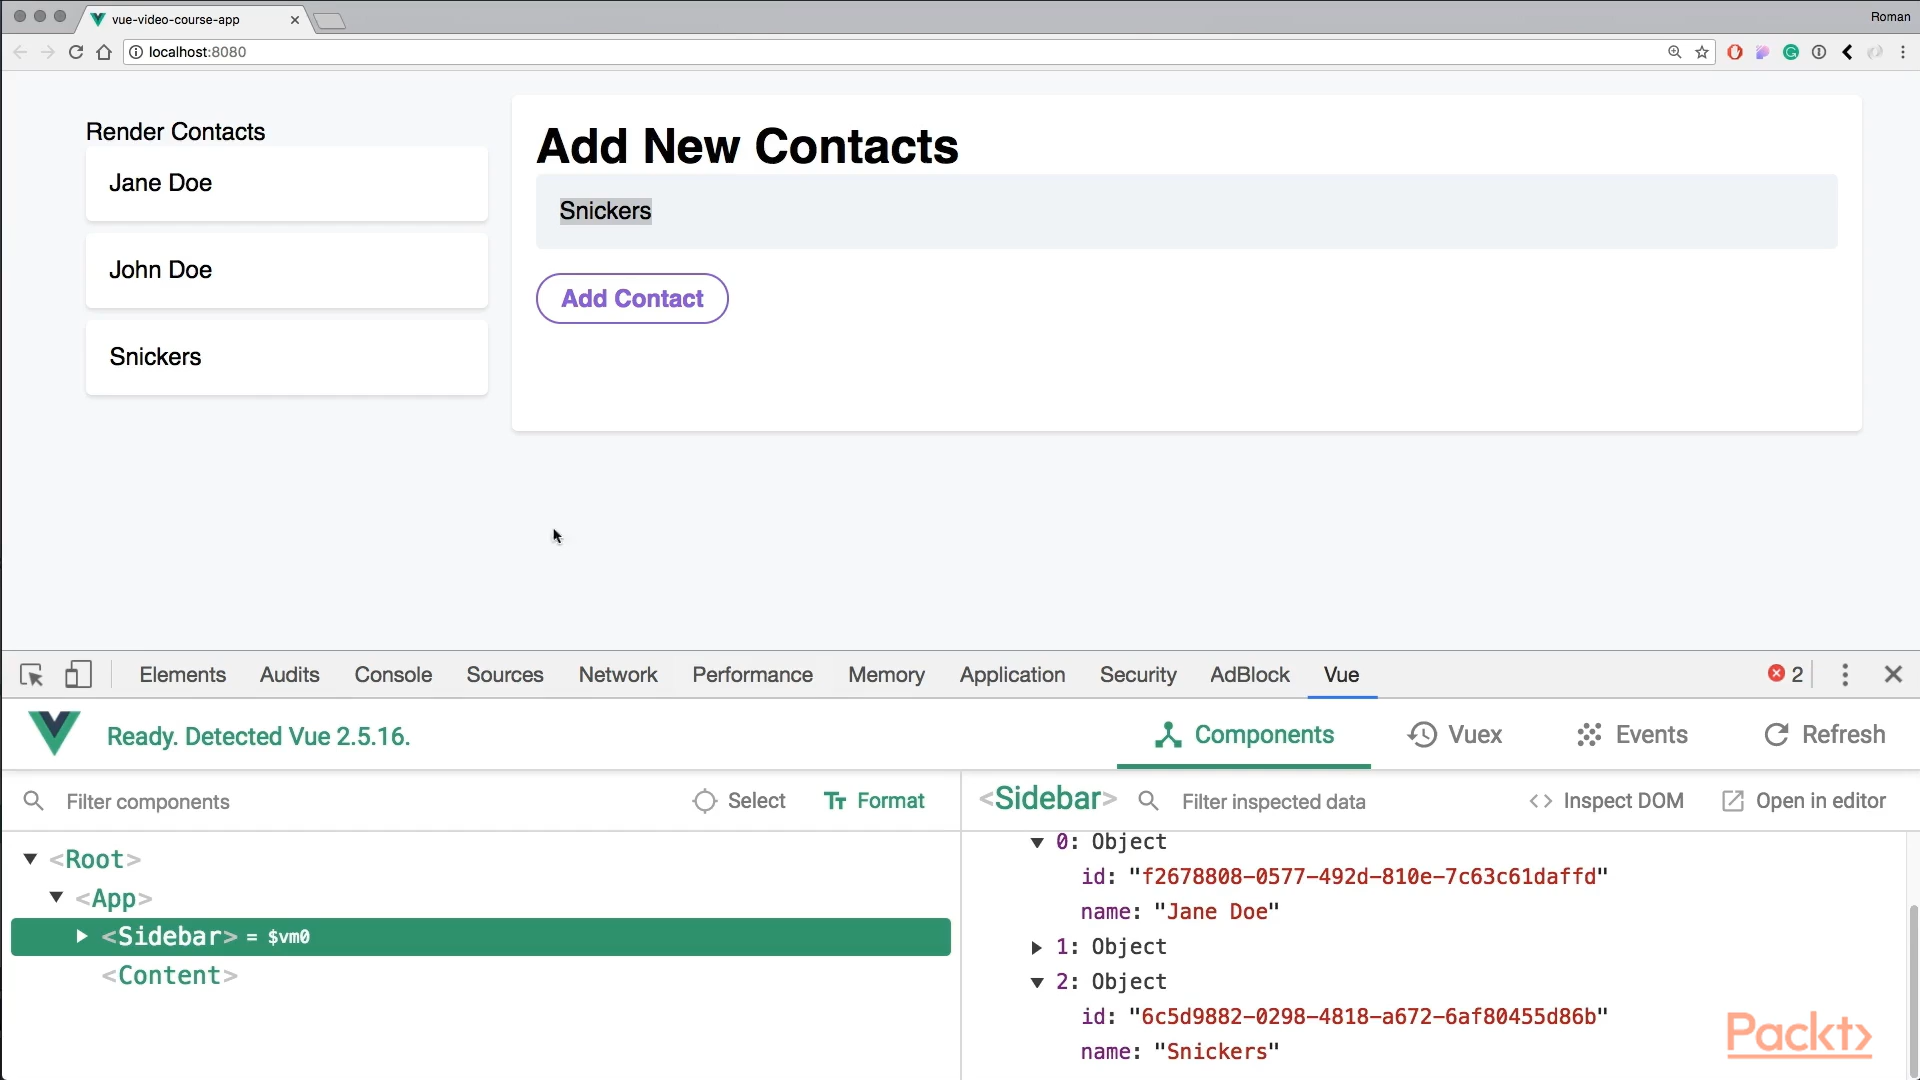 vue-video-course-app
Roman
localhost:8080
Render Contacts
Jane Doe
John Doe
Snickers
Add New Contacts
Snickers
Add Contact
Elements Audits Console Sources Network Performance Memory Application Security AdBlock Vue 2
Ready. Detected Vue 2.5.16. Components Vuex Events Refresh
Filter components Select Format
<Sidebar> Filter inspected data Inspect DOM Open in editor
<Root>
<App>
<Sidebar> = $vm0
<Content>
0: Object
id: "f2678808-0577-492d-810e-7c63c61daffd"
name: "Jane Doe"
1: Object
2: Object
id: "6c5d9882-0298-4818-a672-6af80455d86b"
name: "Snickers"
Packt>